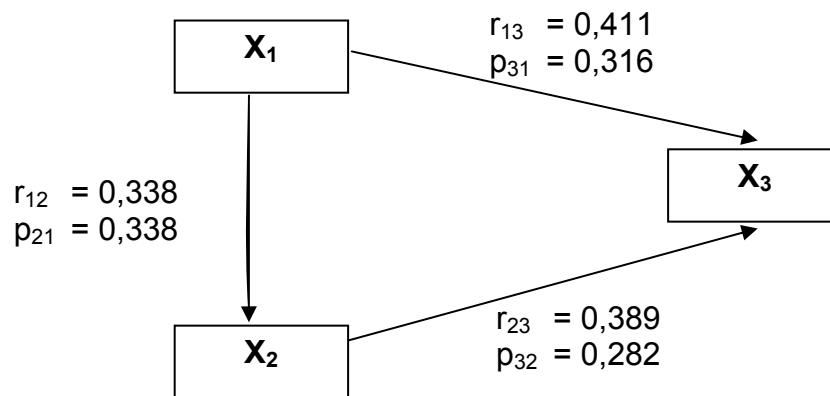 X₁
r₁₃ = 0,411
p₃₁ = 0,316
X₃
r₁₂ = 0,338
p₂₁ = 0,338
r₂₃ = 0,389
p₃₂ = 0,282
X₂